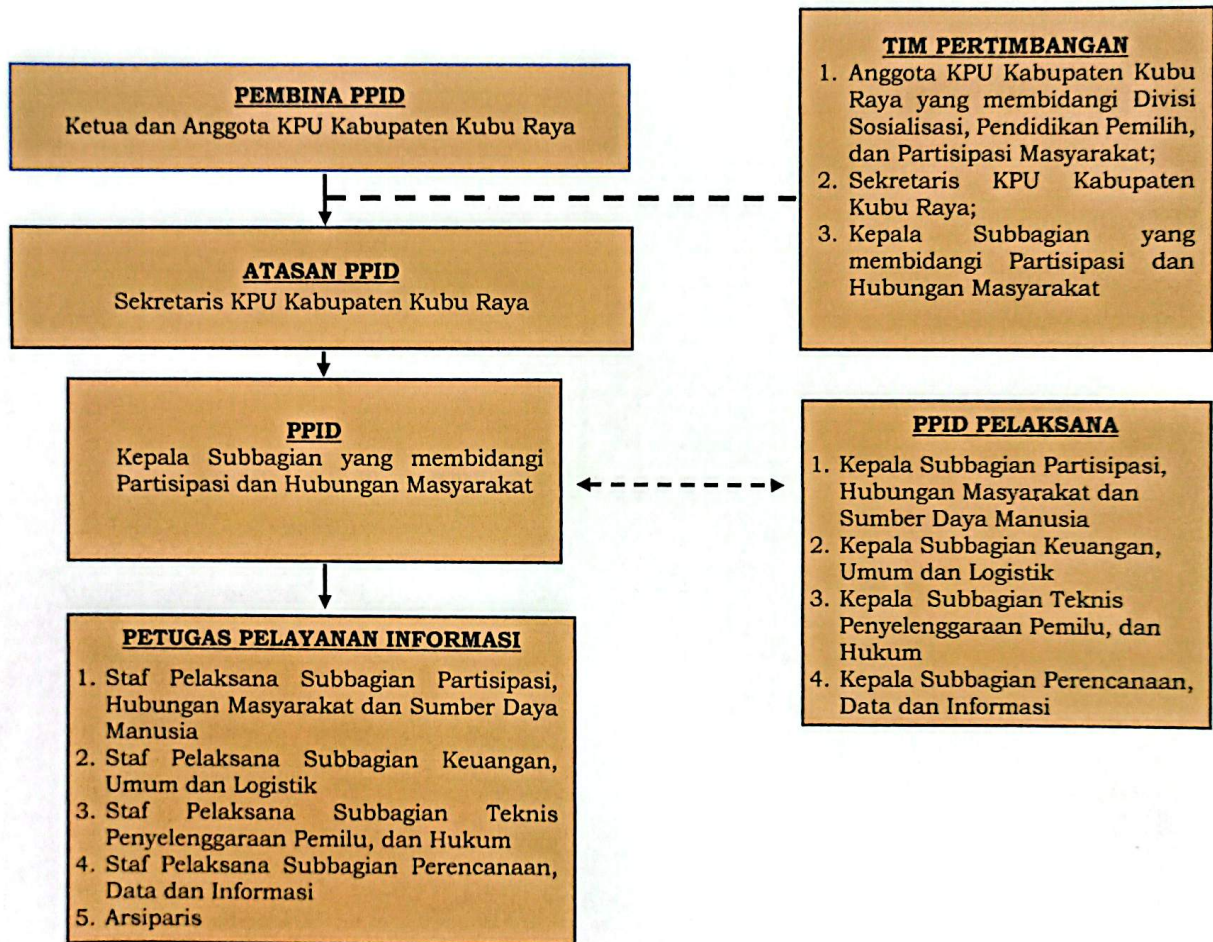 PEMBINA PPID
Ketua dan Anggota KPU Kabupaten Kubu Raya
TIM PERTIMBANGAN
1. Anggota KPU Kabupaten Kubu
Raya yang membidangi Divisi
Sosialisasi, Pendidikan Pemilih,
dan Partisipasi Masyarakat;
2. Sekretaris KPU Kabupaten
Kubu Raya;
3. Kepala Subbagian yang
membidangi Partisipasi dan
Hubungan Masyarakat
ATASAN PPID
Sekretaris KPU Kabupaten Kubu Raya
PPID
Kepala Subbagian yang membidangi
Partisipasi dan Hubungan Masyarakat
PPID PELAKSANA
1. Kepala Subbagian Partisipasi,
Hubungan Masyarakat dan
Sumber Daya Manusia
2. Kepala Subbagian Keuangan,
Umum dan Logistik
3. Kepala Subbagian Teknis
Penyelenggaraan Pemilu, dan
Hukum
4. Kepala Subbagian Perencanaan,
Data dan Informasi
PETUGAS PELAYANAN INFORMASI
1. Staf Pelaksana Subbagian Partisipasi,
Hubungan Masyarakat dan Sumber Daya
Manusia
2. Staf Pelaksana Subbagian Keuangan,
Umum dan Logistik
3. Staf Pelaksana Subbagian Teknis
Penyelenggaraan Pemilu, dan Hukum
4. Staf Pelaksana Subbagian Perencanaan,
Data dan Informasi
5. Arsiparis